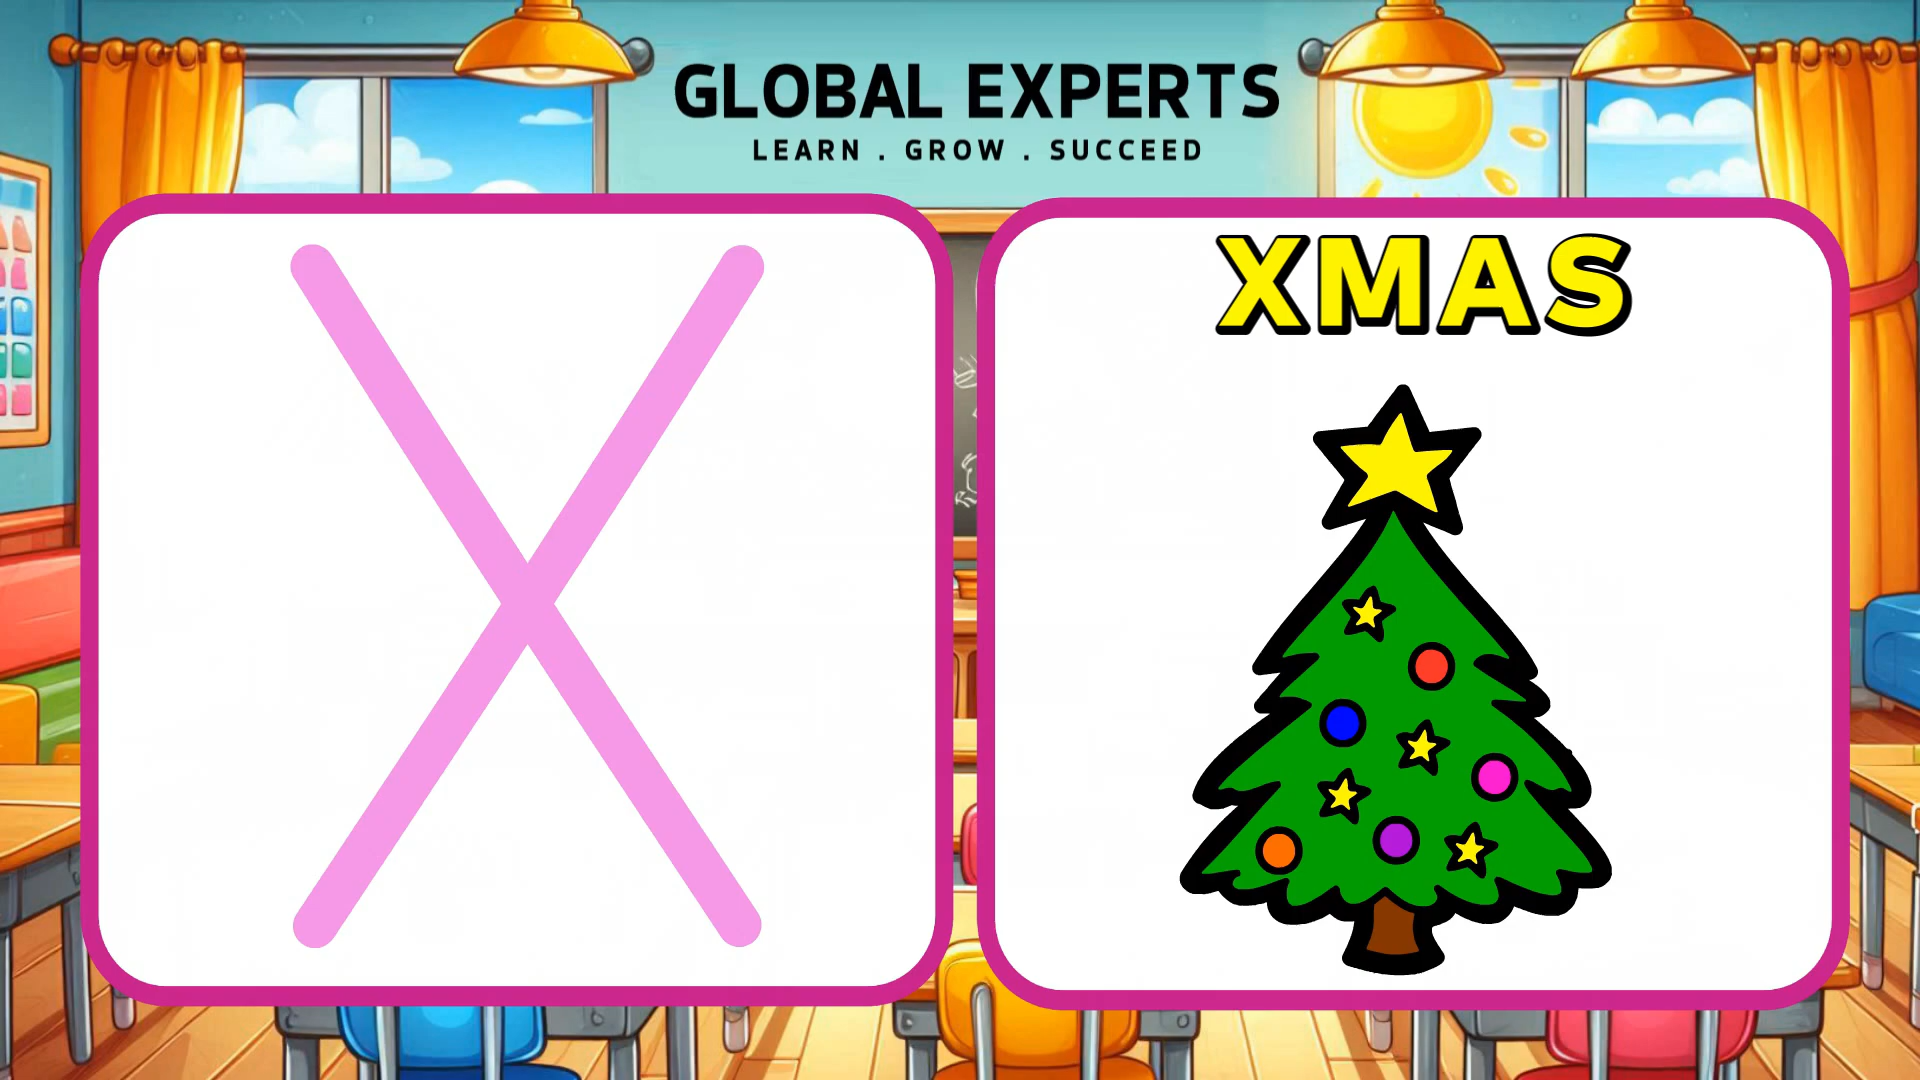 GLOBAL EXPERTS
LEARN . GROW . SUCCEED
X
XMAS